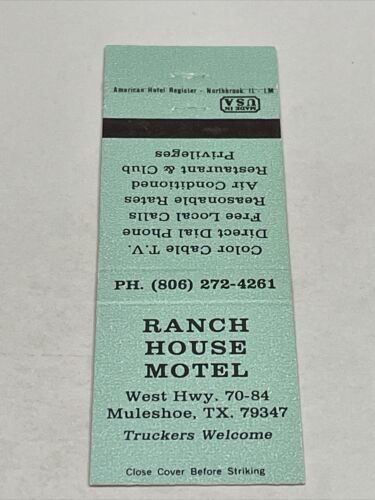 American Hotel Register - Northbrook, IL - LM
MADE IN
USA
Color Cable T.V.
Direct Dial Phone
Free Local Calls
Reasonable Rates
Air Conditioned
Restaurant & Club
Privileges
PH. (806) 272-4261
RANCH
HOUSE
MOTEL
West Hwy. 70-84
Muleshoe, TX. 79347
Truckers Welcome
Close Cover Before Striking